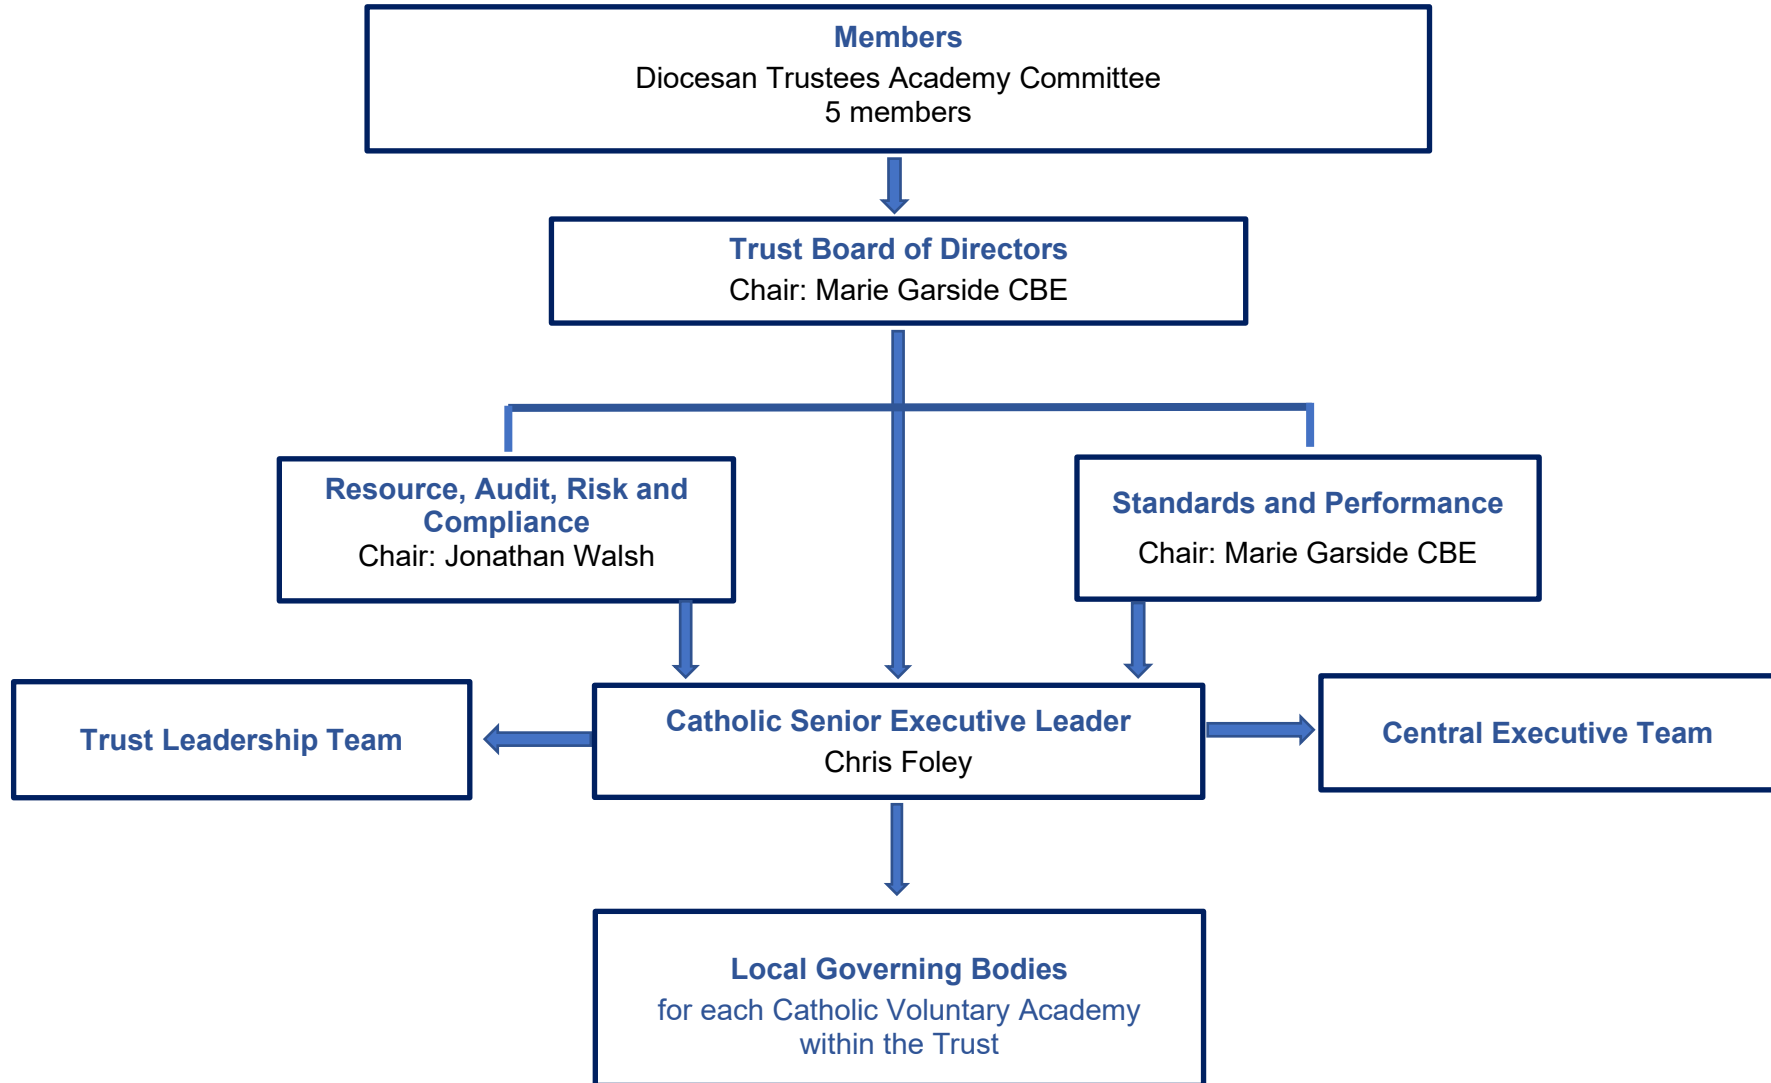 Members
Diocesan Trustees Academy Committee
5 members
Trust Board of Directors
Chair: Marie Garside CBE
Resource, Audit, Risk and
Compliance
Chair: Jonathan Walsh
Standards and Performance
Chair: Marie Garside CBE
Trust Leadership Team
Catholic Senior Executive Leader
Chris Foley
Central Executive Team
Local Governing Bodies
for each Catholic Voluntary Academy
within the Trust